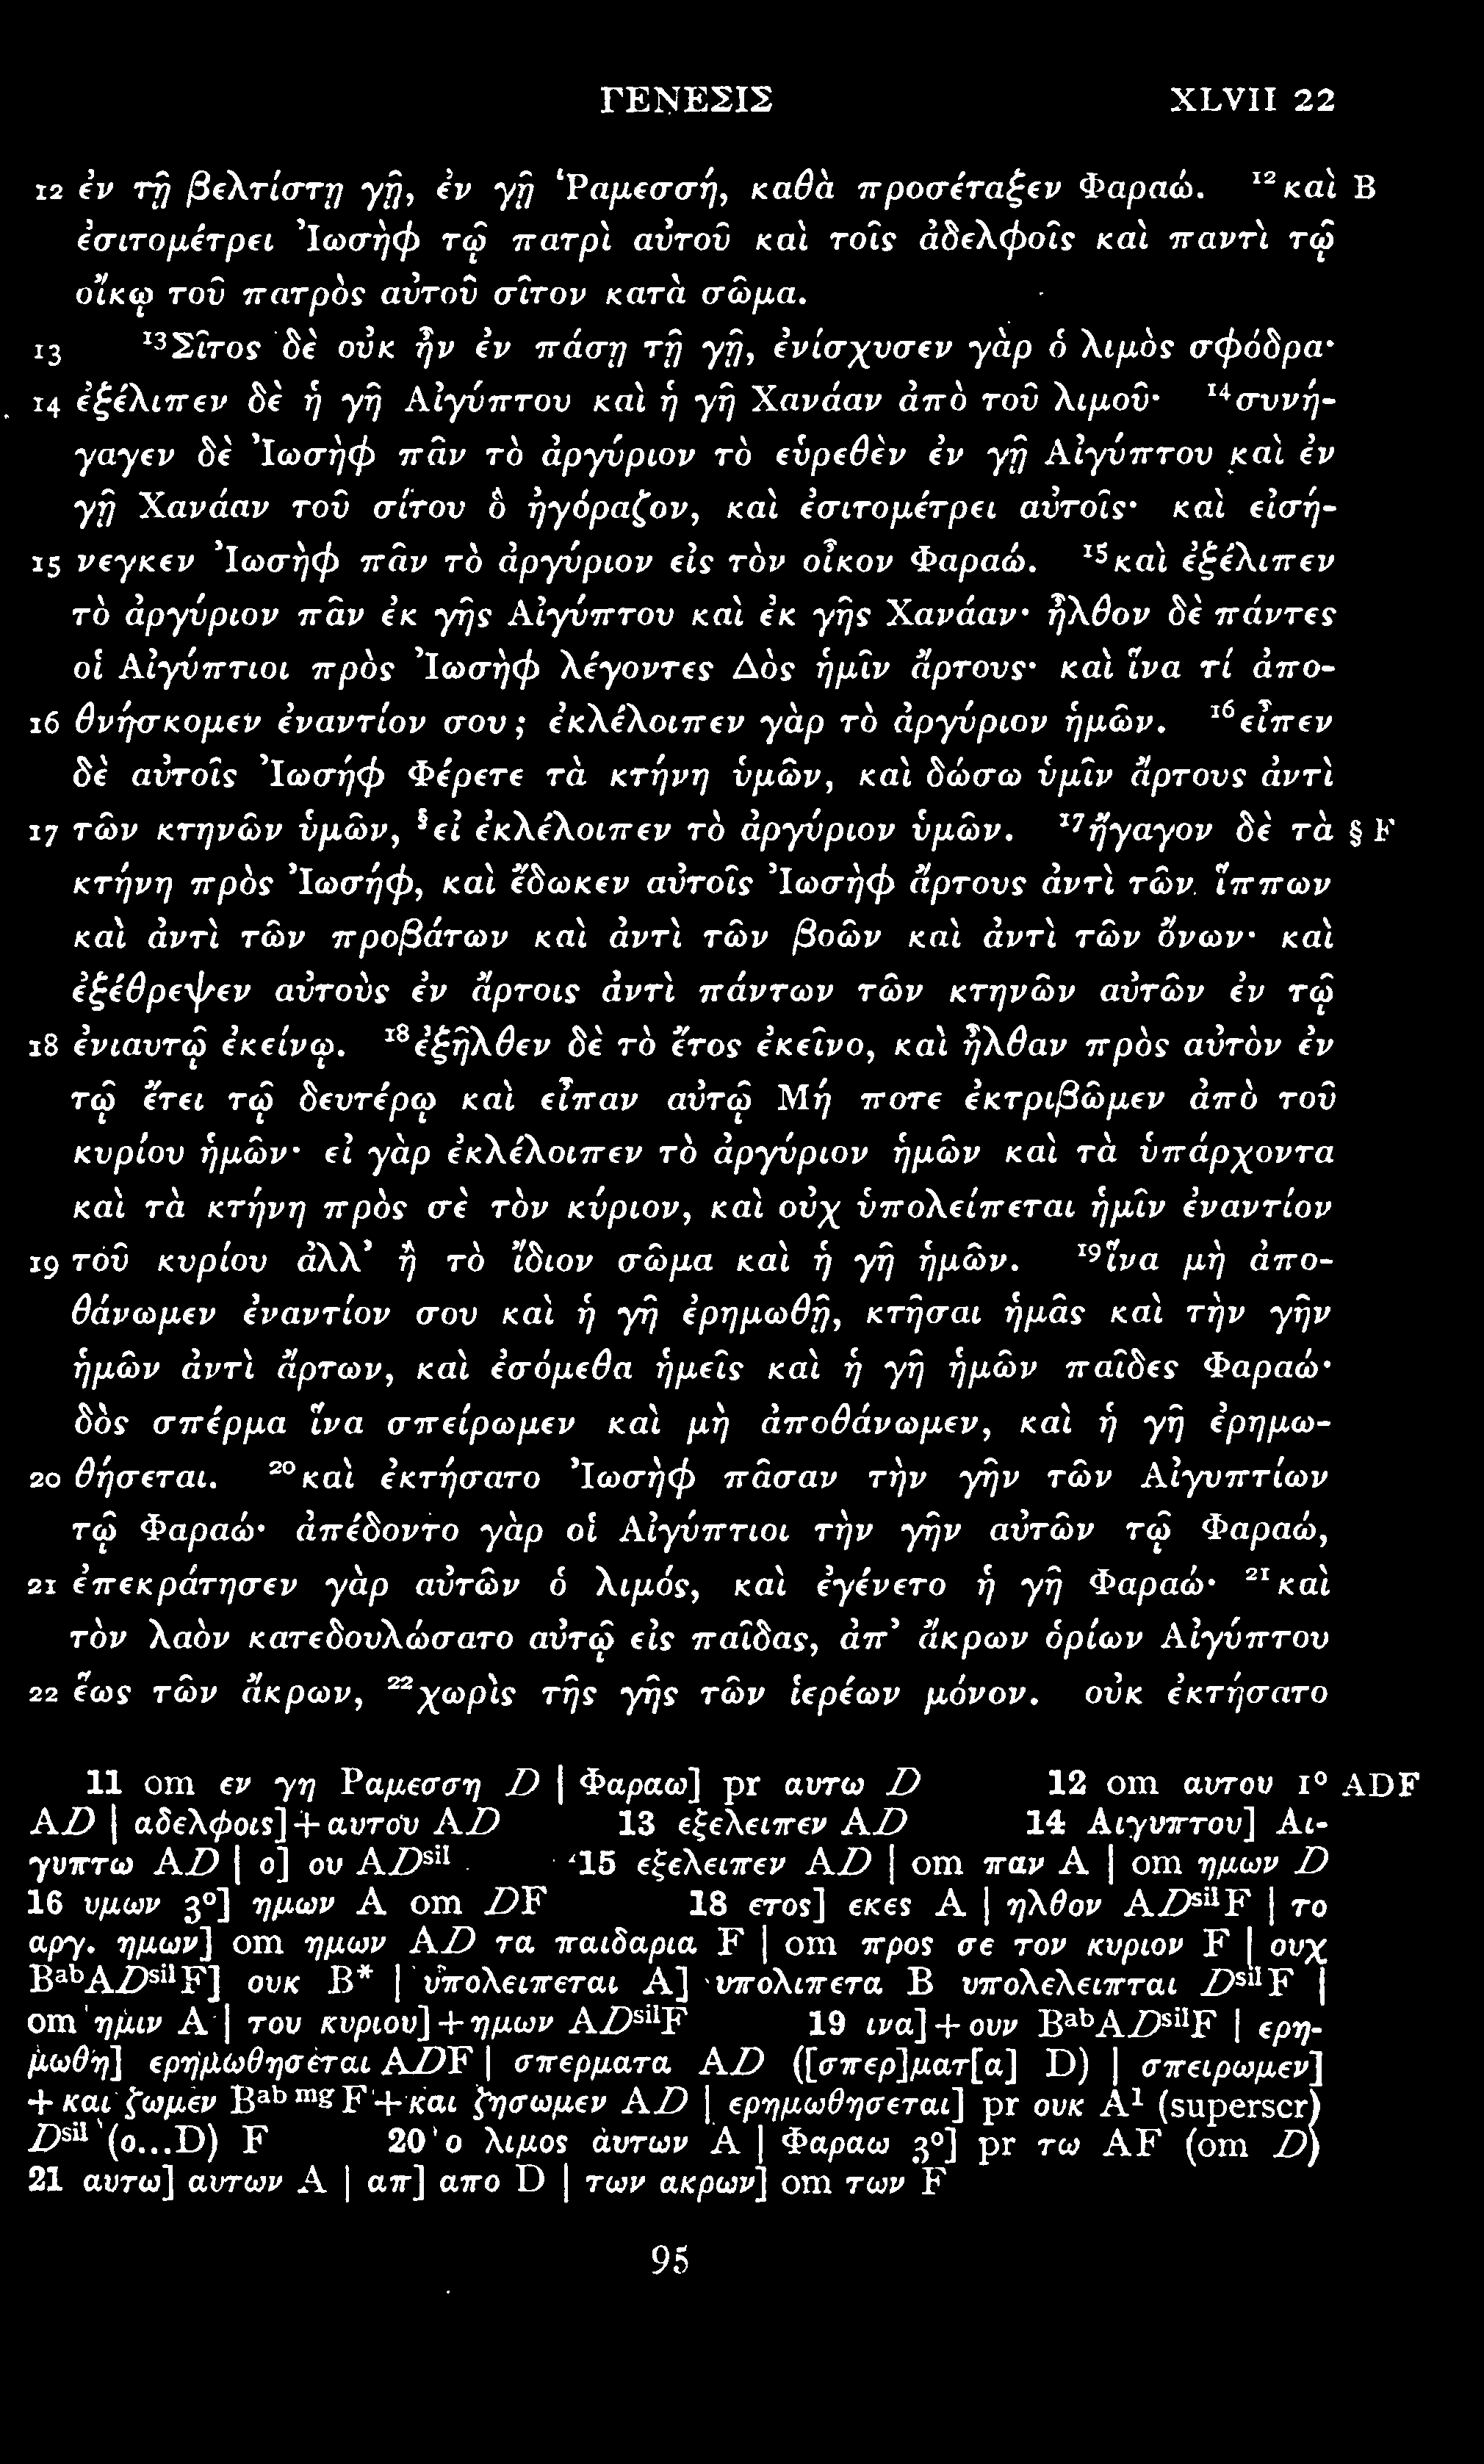 ΓΕΝΕΣΙΣ XLVII 22
12 ἐν τῇ βελτίστῃ γῇ, ἐν γῇ Ῥαμεσσή, καθὰ προσέταξεν Φαραώ. ¹²καὶ B
ἐσιτομέτρει Ἰωσὴφ τῷ πατρὶ αὐτοῦ καὶ τοῖς ἀδελφοῖς καὶ παντὶ τῷ
οἴκῳ τοῦ πατρὸς αὐτοῦ σῖτον κατὰ σῶμα.
13 ¹³Σῖτος δὲ οὐκ ἦν ἐν πάσῃ τῇ γῇ, ἐνίσχυσεν γὰρ ὁ λιμὸς σφόδρα·
14 ἐξέλιπεν δὲ ἡ γῆ Αἰγύπτου καὶ ἡ γῆ Χανάαν ἀπὸ τοῦ λιμοῦ· ¹⁴συνή-
γαγεν δὲ Ἰωσὴφ πᾶν τὸ ἀργύριον τὸ εὑρεθὲν ἐν γῇ Αἰγύπτου καὶ ἐν
γῇ Χανάαν τοῦ σίτου ὃ ἠγόραζον, καὶ ἐσιτομέτρει αὐτοῖς· καὶ εἰσή-
15 νεγκεν Ἰωσὴφ πᾶν τὸ ἀργύριον εἰς τὸν οἶκον Φαραώ. ¹⁵καὶ ἐξέλιπεν
τὸ ἀργύριον πᾶν ἐκ γῆς Αἰγύπτου καὶ ἐκ γῆς Χανάαν· ἦλθον δὲ πάντες
οἱ Αἰγύπτιοι πρὸς Ἰωσὴφ λέγοντες Δὸς ἡμῖν ἄρτους· καὶ ἵνα τί ἀπο-
16 θνήσκομεν ἐναντίον σου; ἐκλέλοιπεν γὰρ τὸ ἀργύριον ἡμῶν. ¹⁶εἶπεν
δὲ αὐτοῖς Ἰωσήφ Φέρετε τὰ κτήνη ὑμῶν, καὶ δώσω ὑμῖν ἄρτους ἀντὶ
17 τῶν κτηνῶν ὑμῶν, §εἰ ἐκλέλοιπεν τὸ ἀργύριον ὑμῶν. ¹⁷ἤγαγον δὲ τὰ § F
κτήνη πρὸς Ἰωσήφ, καὶ ἔδωκεν αὐτοῖς Ἰωσὴφ ἄρτους ἀντὶ τῶν ἵππων
καὶ ἀντὶ τῶν προβάτων καὶ ἀντὶ τῶν βοῶν καὶ ἀντὶ τῶν ὄνων· καὶ
ἐξέθρεψεν αὐτοὺς ἐν ἄρτοις ἀντὶ πάντων τῶν κτηνῶν αὐτῶν ἐν τῷ
18 ἐνιαυτῷ ἐκείνῳ. ¹⁸ἐξῆλθεν δὲ τὸ ἔτος ἐκεῖνο, καὶ ἦλθαν πρὸς αὐτὸν ἐν
τῷ ἔτει τῷ δευτέρῳ καὶ εἶπαν αὐτῷ Μή ποτε ἐκτριβῶμεν ἀπὸ τοῦ
κυρίου ἡμῶν· εἰ γὰρ ἐκλέλοιπεν τὸ ἀργύριον ἡμῶν καὶ τὰ ὑπάρχοντα
καὶ τὰ κτήνη πρὸς σὲ τὸν κύριον, καὶ οὐχ ὑπολείπεται ἡμῖν ἐναντίον
19 τοῦ κυρίου ἀλλ’ ἢ τὸ ἴδιον σῶμα καὶ ἡ γῆ ἡμῶν. ¹⁹ἵνα μὴ ἀπο-
θάνωμεν ἐναντίον σου καὶ ἡ γῆ ἐρημωθῇ, κτῆσαι ἡμᾶς καὶ τὴν γῆν
ἡμῶν ἀντὶ ἄρτων, καὶ ἐσόμεθα ἡμεῖς καὶ ἡ γῆ ἡμῶν παῖδες Φαραώ·
δὸς σπέρμα ἵνα σπείρωμεν καὶ μὴ ἀποθάνωμεν, καὶ ἡ γῆ ἐρημω-
20 θήσεται. ²⁰καὶ ἐκτήσατο Ἰωσὴφ πᾶσαν τὴν γῆν τῶν Αἰγυπτίων
τῷ Φαραώ· ἀπέδοντο γὰρ οἱ Αἰγύπτιοι τὴν γῆν αὐτῶν τῷ Φαραώ,
21 ἐπεκράτησεν γὰρ αὐτῶν ὁ λιμός, καὶ ἐγένετο ἡ γῆ Φαραώ· ²¹καὶ
τὸν λαὸν κατεδουλώσατο αὐτῷ εἰς παῖδας, ἀπ’ ἄκρων ὁρίων Αἰγύπτου
22 ἕως τῶν ἄκρων, ²²χωρὶς τῆς γῆς τῶν ἱερέων μόνον. οὐκ ἐκτήσατο
11 om εν γη Ραμεσση D | Φαραω] pr αυτω D 12 om αυτου 1° ADF
AD | αδελφοις]+αυτου AD 13 εξελειπεν AD 14 Αιγυπτου] Αι-
γυπτω AD | ο] ου ADˢⁱˡ 15 εξελειπεν AD | om παν A | om ημων D
16 υμων 3°] ημων A om DF 18 ετος] εκες A | ηλθον ADˢⁱˡF | το
αργ. ημων] om ημων AD τα παιδαρια F | om προς σε τον κυριον F | ουχ
BᵃᵇADˢⁱˡF] ουκ B* | υπολειπεται A] υπολιπετα B υπολελειπται DˢⁱˡF |
om ημιν A | του κυριου]+ημων ADˢⁱˡF 19 ινα]+ουν BᵃᵇADˢⁱˡF | ερη-
μωθη] ερημωθησεται ADF | σπερματα AD ([σπερ]ματ[α] D) | σπειρωμεν]
+και ζωμεν Bᵃᵇ ᵐᵍ F+και ζησωμεν AD | ερημωθησεται] pr ουκ A¹ (superscr)
Dˢⁱˡ (ο...D) F 20 ο λιμος αυτων A | Φαραω 3°] pr τω AF (om D)
21 αυτω] αυτων A | απ] απο D | των ακρων] om των F
95